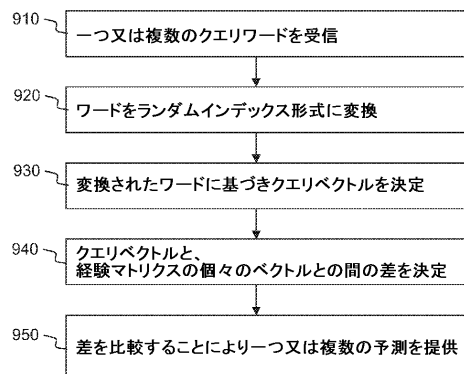 910
一つ又は複数のクエリワードを受信
920
ワードをランダムインデックス形式に変換
930
変換されたワードに基づきクエリベクトルを決定
940
クエリベクトルと、
経験マトリクスの個々のベクトルとの間の差を決定
950
差を比較することにより一つ又は複数の予測を提供